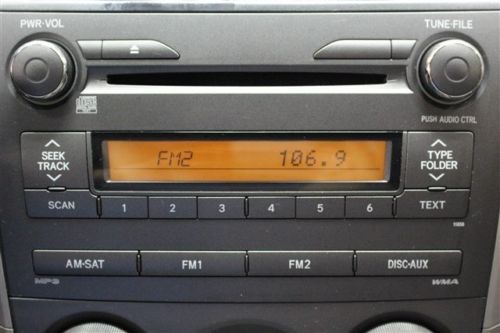 PWR·VOL
TUNE·FILE
PUSH AUDIO CTRL
FM2 106.9
SEEK TRACK
TYPE FOLDER
SCAN 1 2 3 4 5 6 TEXT
AM·SAT FM1 FM2 DISC·AUX
MP3 WMA